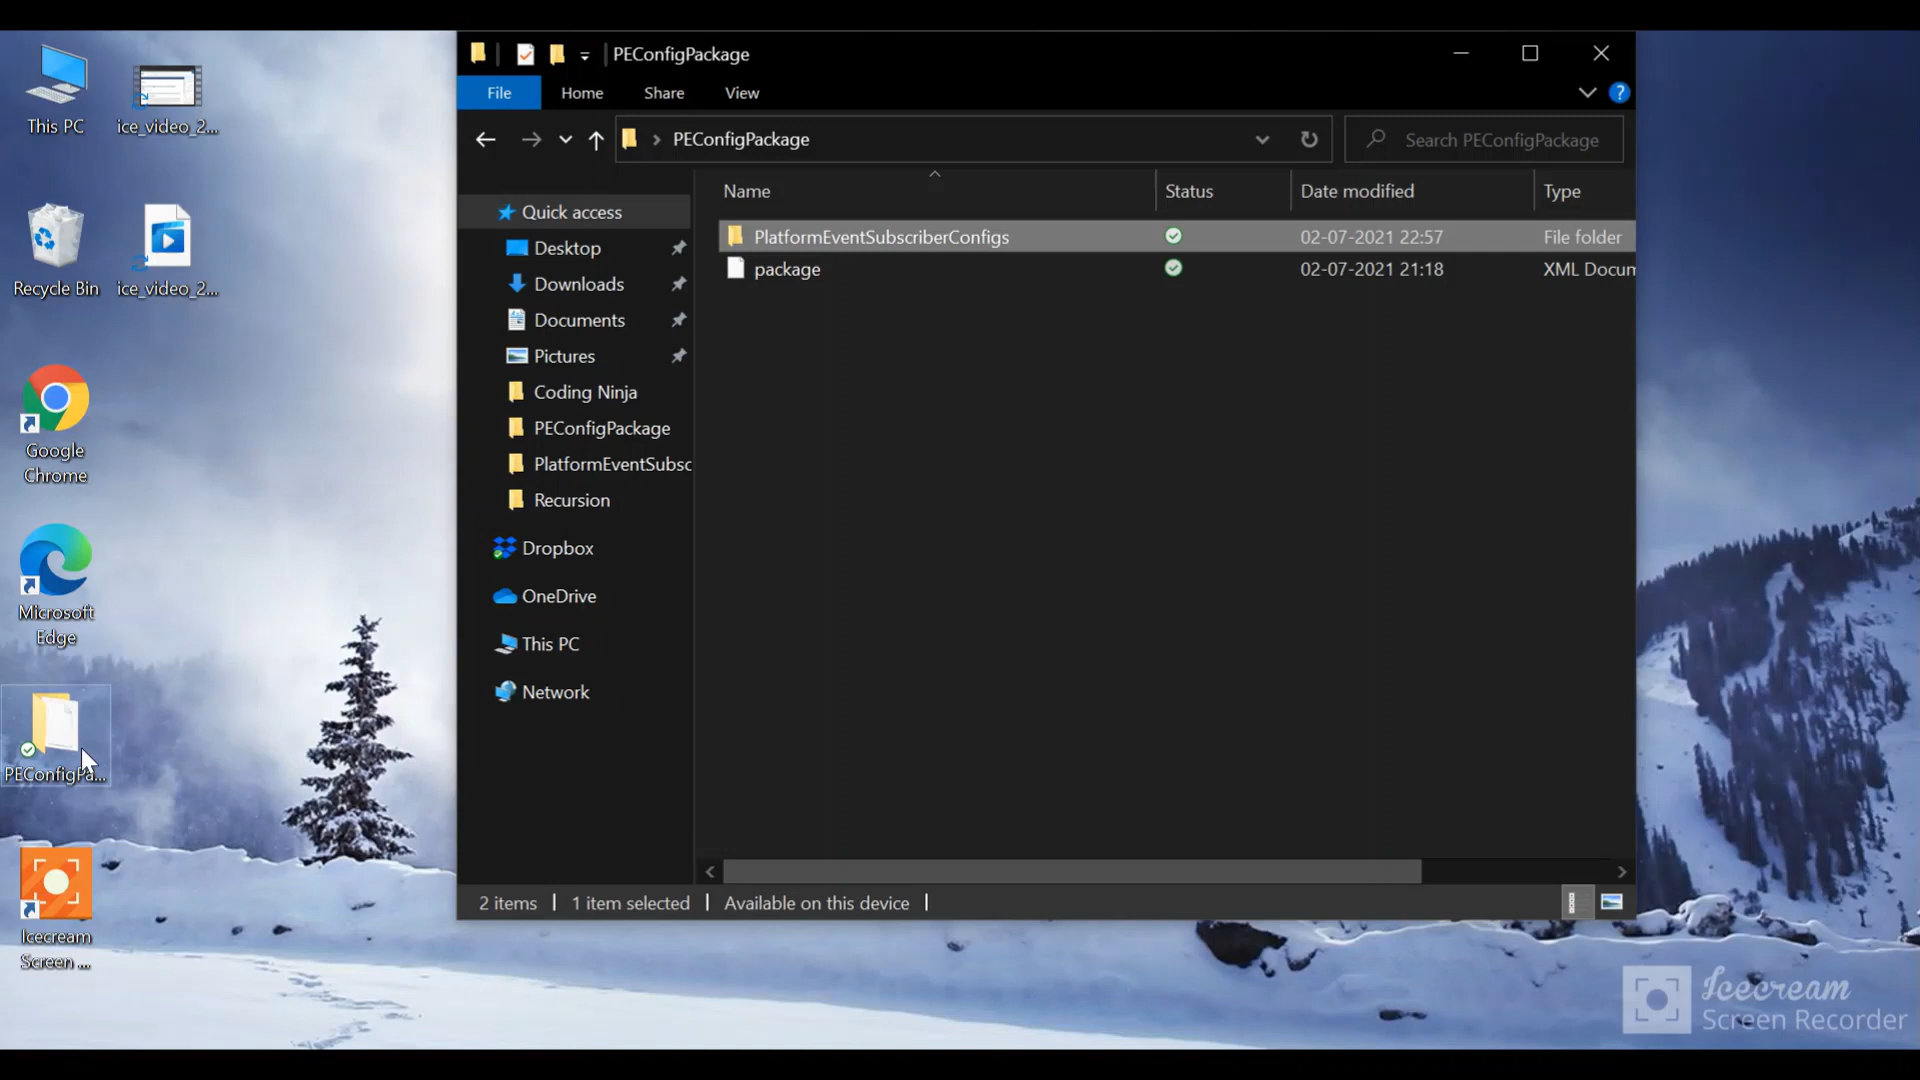 This PC
ice_video_2...
Recycle Bin
ice_video_2...
Google
Chrome
Microsoft
Edge
PEConfigPa...
Icecream
Screen ...
PEConfigPackage
File
Home
Share
View
?
PEConfigPackage
Search PEConfigPackage
Name
Status
Date modified
Type
PlatformEventSubscriberConfigs
02-07-2021 22:57
File folder
package
02-07-2021 21:18
XML Docum
Quick access
Desktop
Downloads
Documents
Pictures
Coding Ninja
PEConfigPackage
PlatformEventSubsc
Recursion
Dropbox
OneDrive
This PC
Network
2 items
1 item selected
Available on this device
Icecream
Screen Recorder